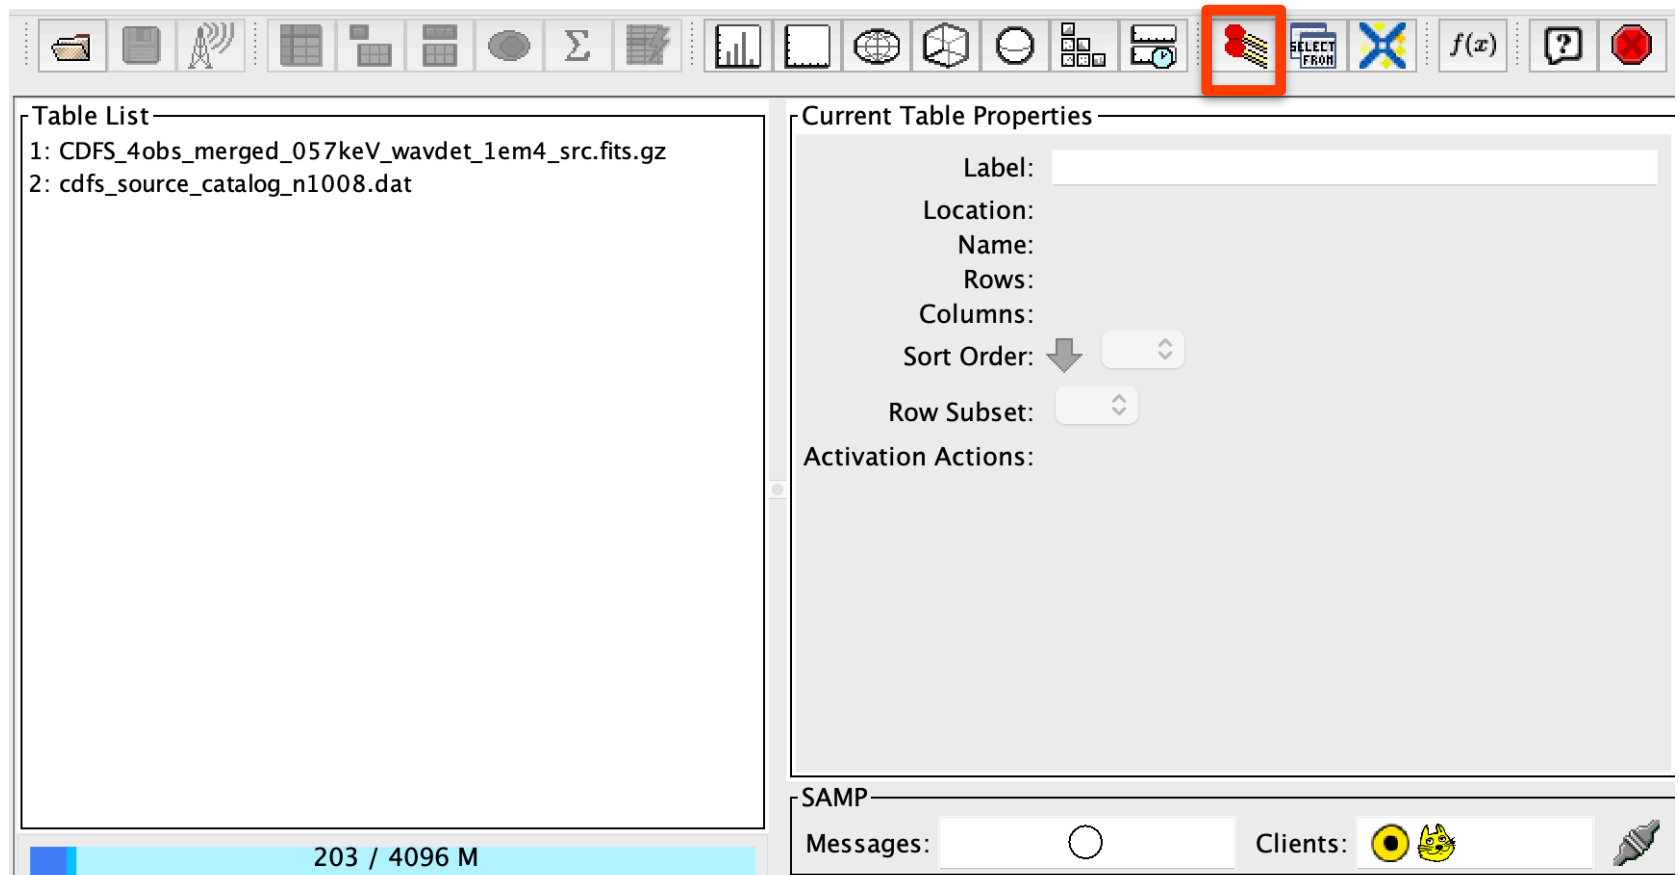 Σ
SELECT
FROM
f(x)
?
Table List
1: CDFS_4obs_merged_057keV_wavdet_1em4_src.fits.gz
2: cdfs_source_catalog_n1008.dat
203 / 4096 M
Current Table Properties
Label:
Location:
Name:
Rows:
Columns:
Sort Order:
Row Subset:
Activation Actions:
SAMP
Messages:
Clients: